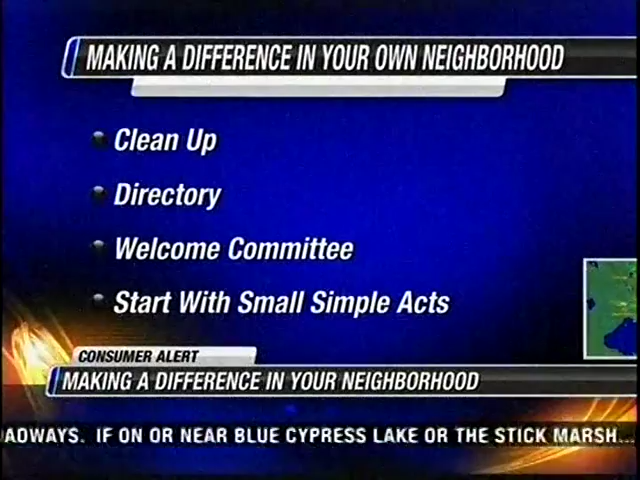 MAKING A DIFFERENCE IN YOUR OWN NEIGHBORHOOD
Clean Up
Directory
Welcome Committee
Start With Small Simple Acts
CONSUMER ALERT
MAKING A DIFFERENCE IN YOUR NEIGHBORHOOD
ADWAYS. IF ON OR NEAR BLUE CYPRESS LAKE OR THE STICK MARSH...